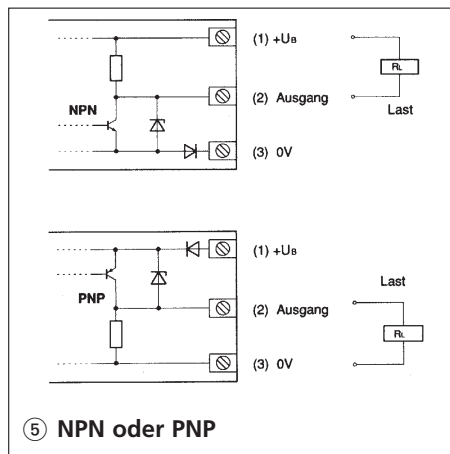 (1) +UB
RL
NPN
(2) Ausgang
Last
(3) 0V
(1) +UB
Last
PNP
(2) Ausgang
RL
(3) 0V
⑤ NPN oder PNP